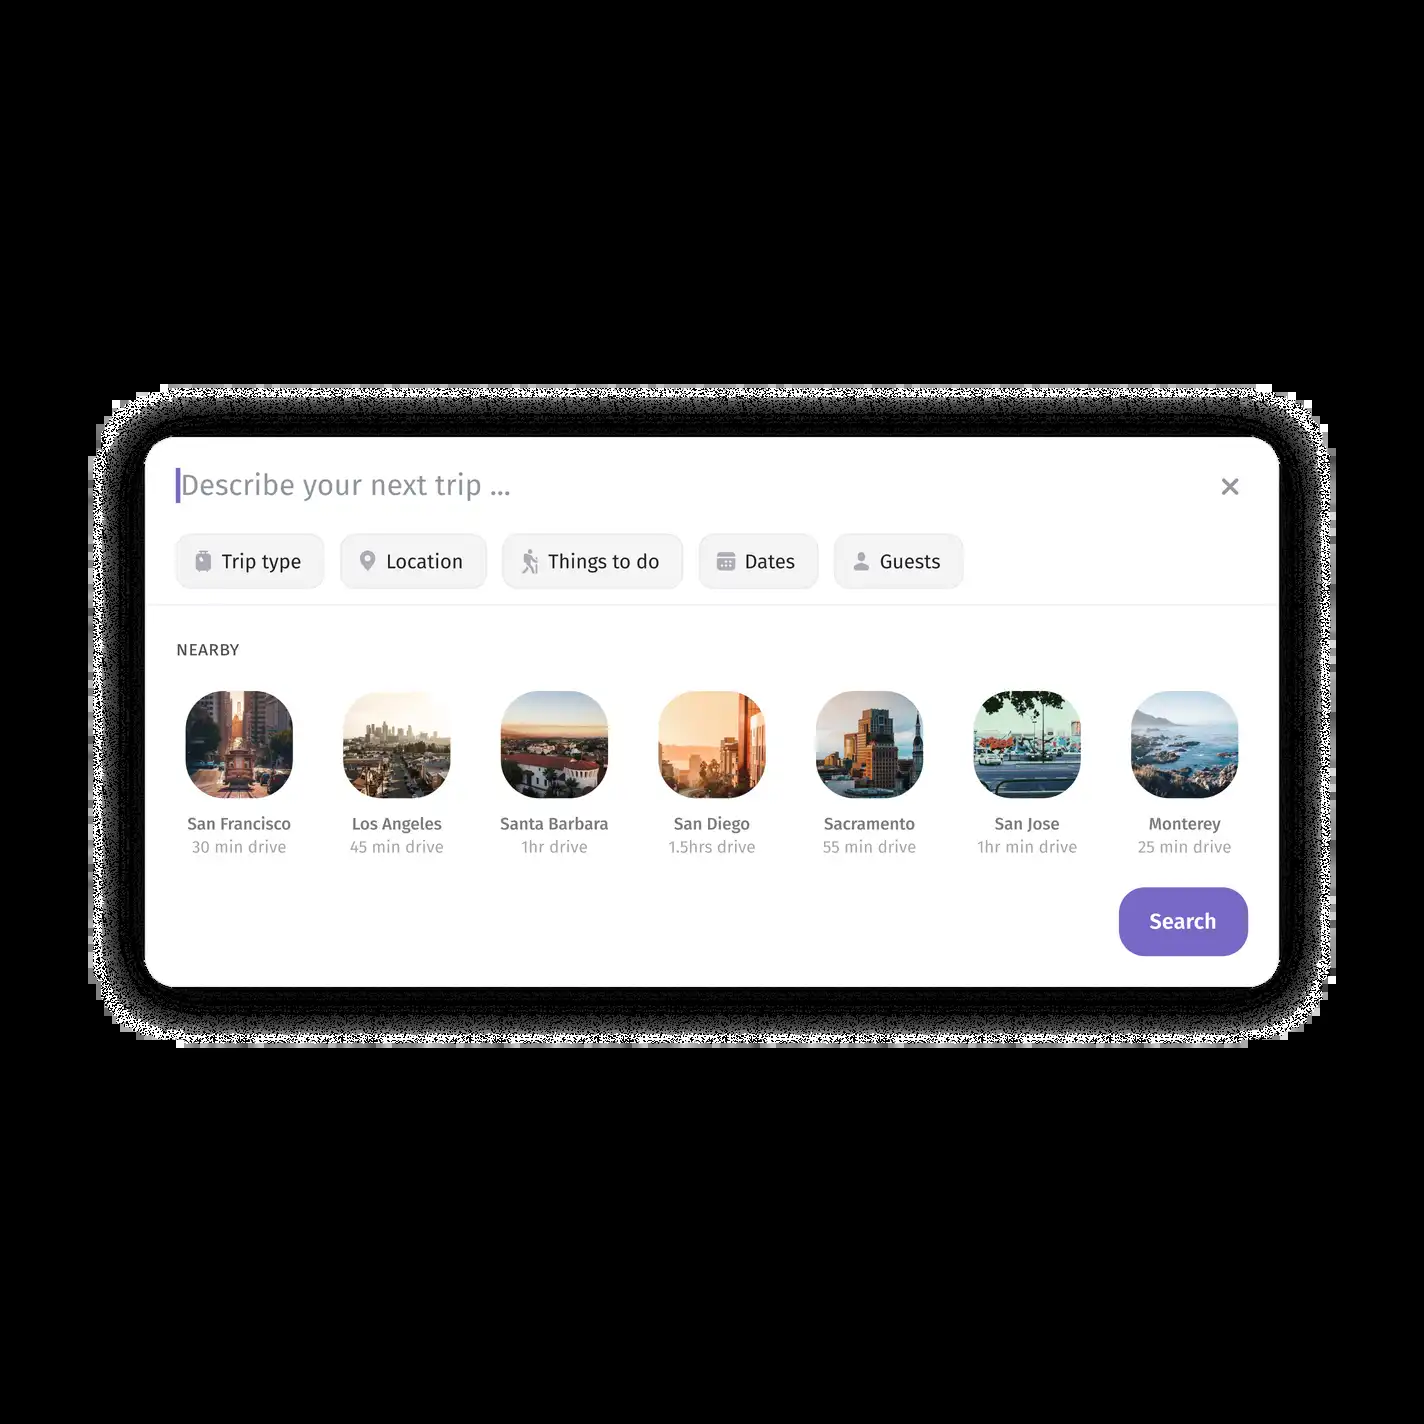 Describe your next trip ...
Trip type Location Things to do Dates Guests
NEARBY
San Francisco Los Angeles Santa Barbara San Diego Sacramento San Jose Monterey
30 min drive 45 min drive 1hr drive 1.5hrs drive 55 min drive 1hr min drive 25 min drive
Search